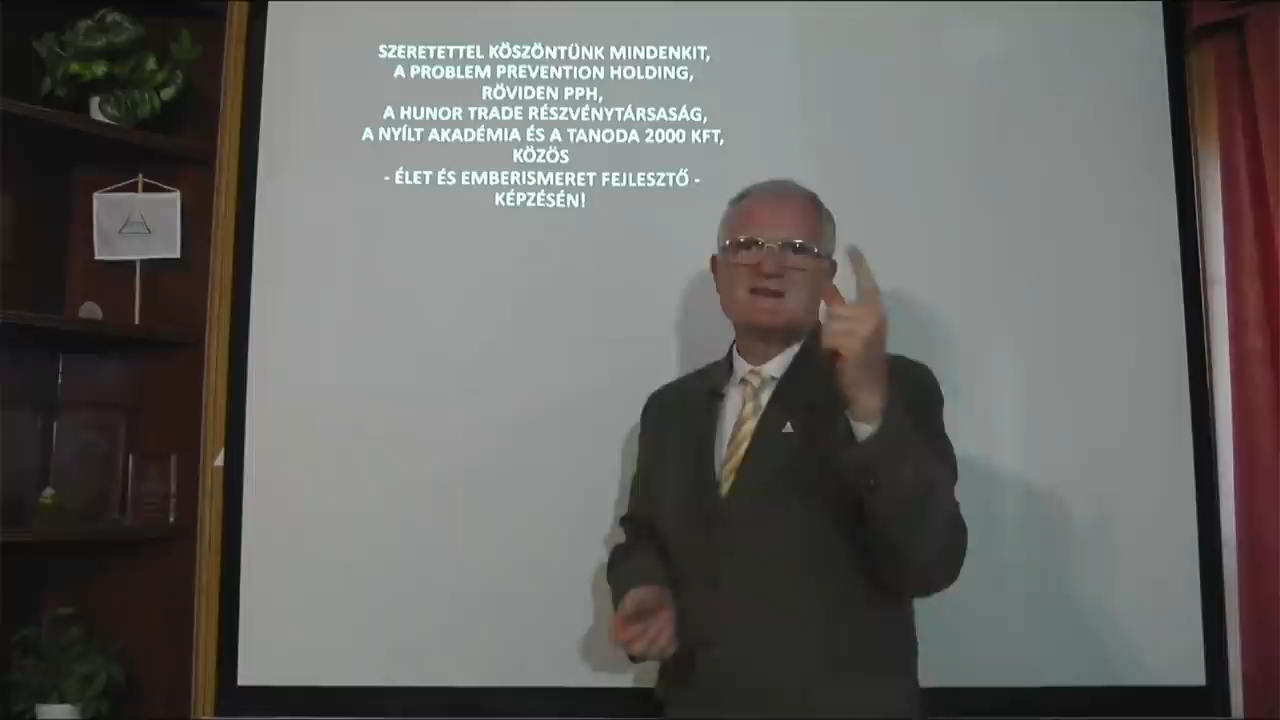 SZERETETTEL KÖSZÖNTÜNK MINDENKIT,
A PROBLEM PREVENTION HOLDING,
RÖVIDEN PPH,
A HUNOR TRADE RÉSZVÉNYTÁRSASÁG,
A NYÍLT AKADÉMIA ÉS A TANODA 2000 KFT,
KÖZÖS
- ÉLET ÉS EMBERISMERET FEJLESZTŐ -
KÉPZÉSÉN!